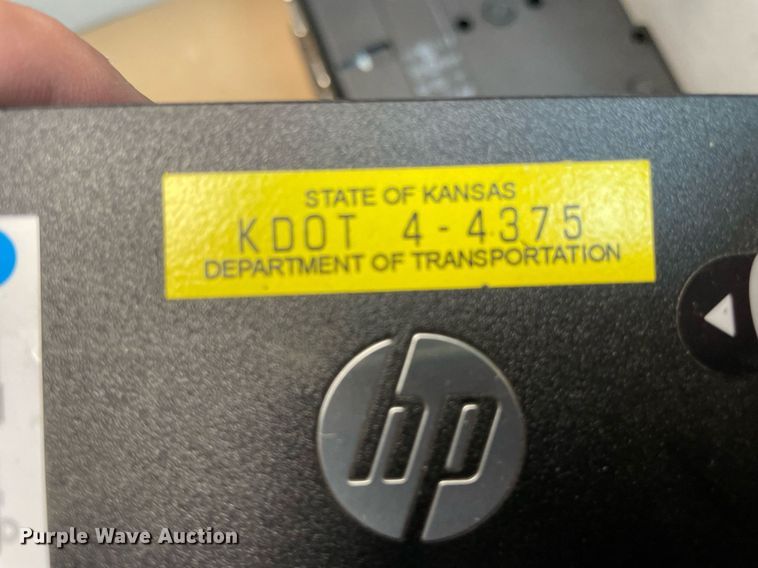 STATE OF KANSAS
KDOT 4-4375
DEPARTMENT OF TRANSPORTATION
hp
Purple Wave Auction